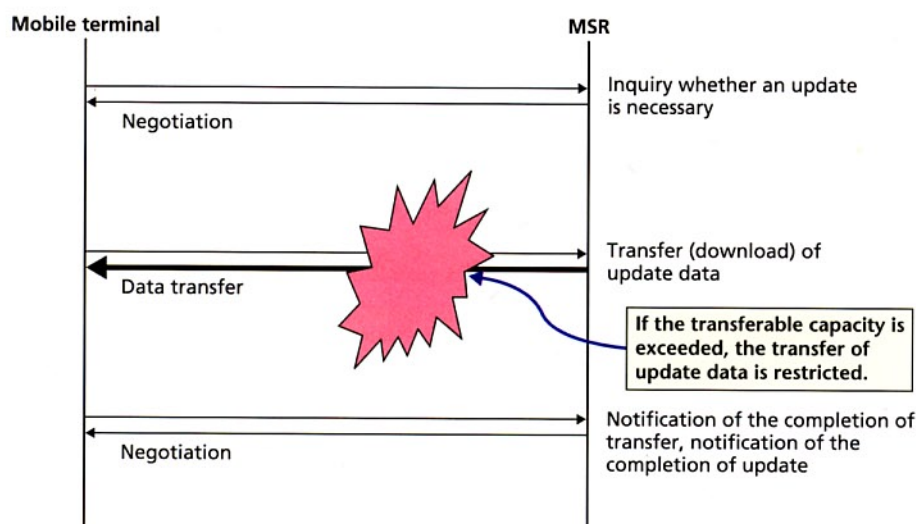 Mobile terminal
MSR
Inquiry whether an update
is necessary
Negotiation
Transfer (download) of
update data
Data transfer
If the transferable capacity is
exceeded, the transfer of
update data is restricted.
Notification of the completion of
transfer, notification of the
completion of update
Negotiation